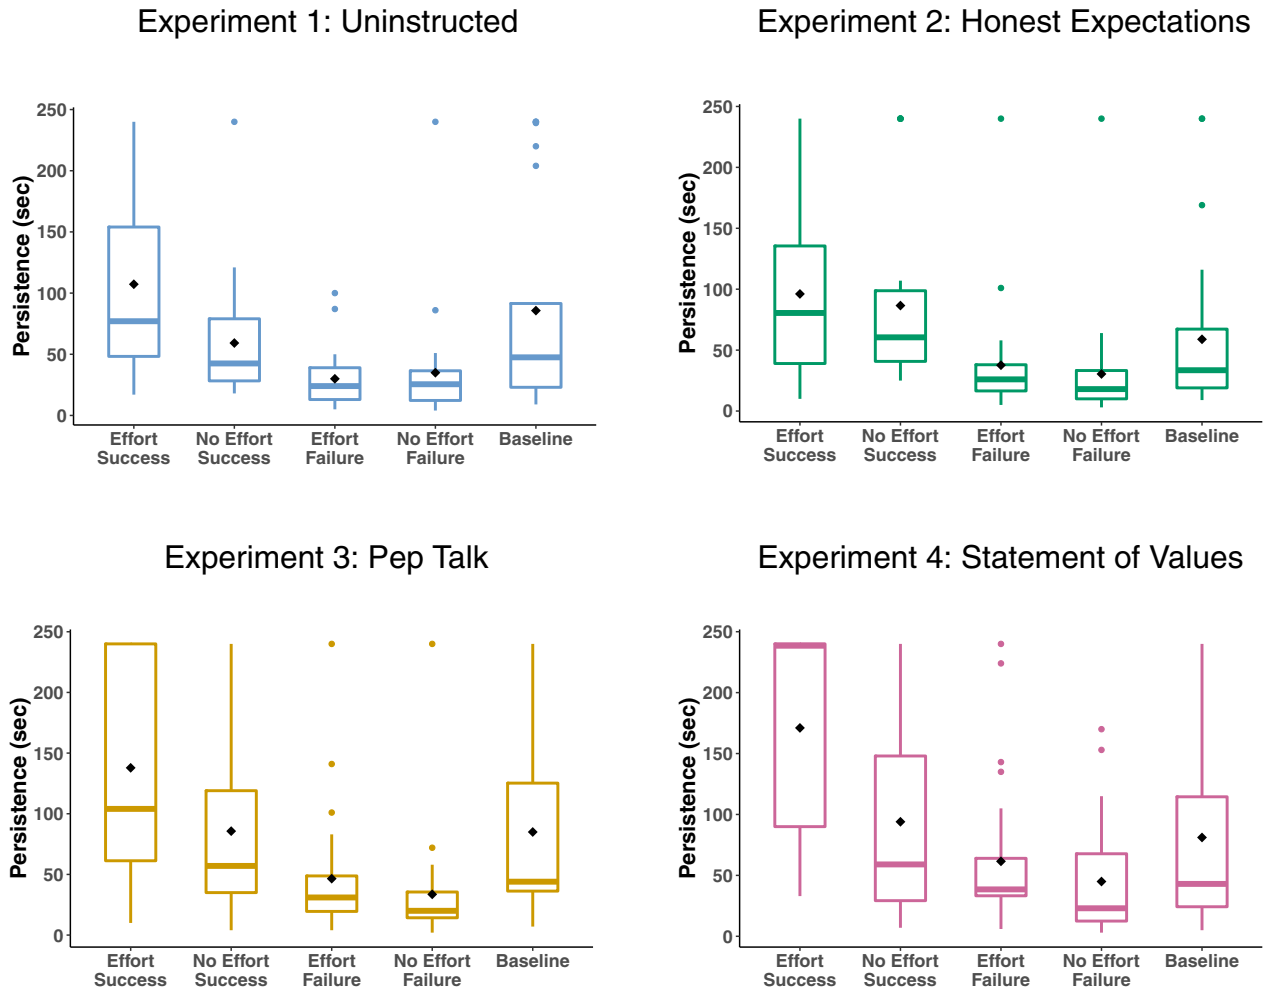 Experiment 1: Uninstructed
Persistence (sec)
250
200
150
100
50
0
Effort No Effort Effort No Effort Baseline
Success Success Failure Failure
Experiment 2: Honest Expectations
Persistence (sec)
250
200
150
100
50
0
Effort No Effort Effort No Effort Baseline
Success Success Failure Failure
Experiment 3: Pep Talk
Persistence (sec)
250
200
150
100
50
0
Effort No Effort Effort No Effort Baseline
Success Success Failure Failure
Experiment 4: Statement of Values
Persistence (sec)
250
200
150
100
50
0
Effort No Effort Effort No Effort Baseline
Success Success Failure Failure